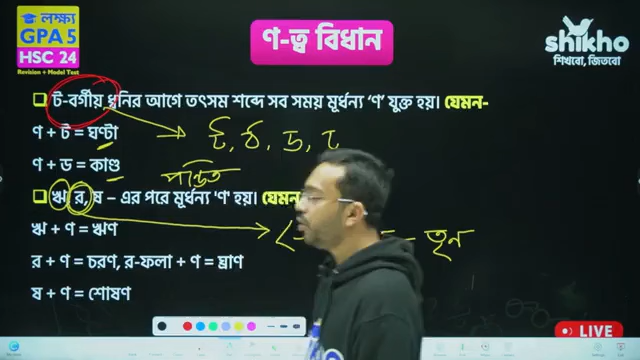 লক্ষ্য
GPA 5
HSC 24
Revision + Model Test
ণ-ত্ব বিধান
shikho
শিখবো, জিতবো
ট-বর্গীয় ধ্বনির আগে তৎসম শব্দে সব সময় মূর্ধন্য ‘ণ’ যুক্ত হয়। যেমন-
ণ + ট = ঘণ্টা
ট, ঠ, ড, ঢ
ণ + ড = কাণ্ড
পন্ডিত
ঋ, র, ষ – এর পরে মূর্ধন্য ‘ণ’ হয়। যেমন
ঋ + ণ = ঋণ
তৃন
র + ণ = চরণ, র-ফলা + ণ = ঘ্রাণ
ষ + ণ = শোষণ
LIVE